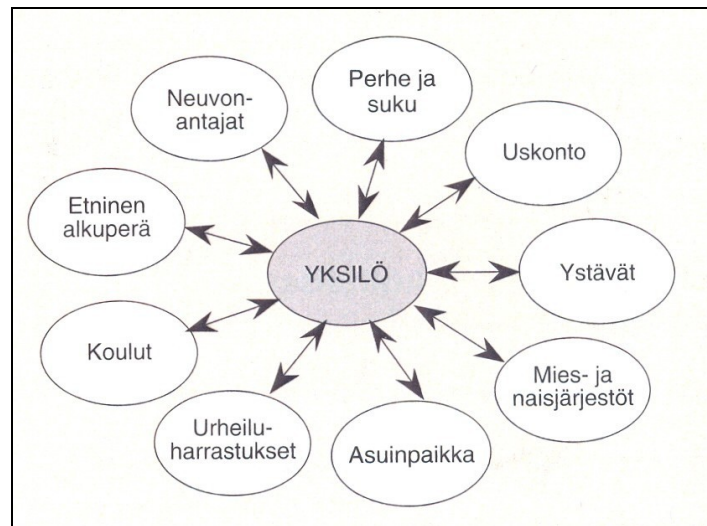 Perhe ja
suku
Neuvon-
antajat
Uskonto
Etninen
alkuperä
YKSILÖ
Ystävät
Koulut
Mies- ja
naisjärjestöt
Urheilu-
harrastukset
Asuinpaikka